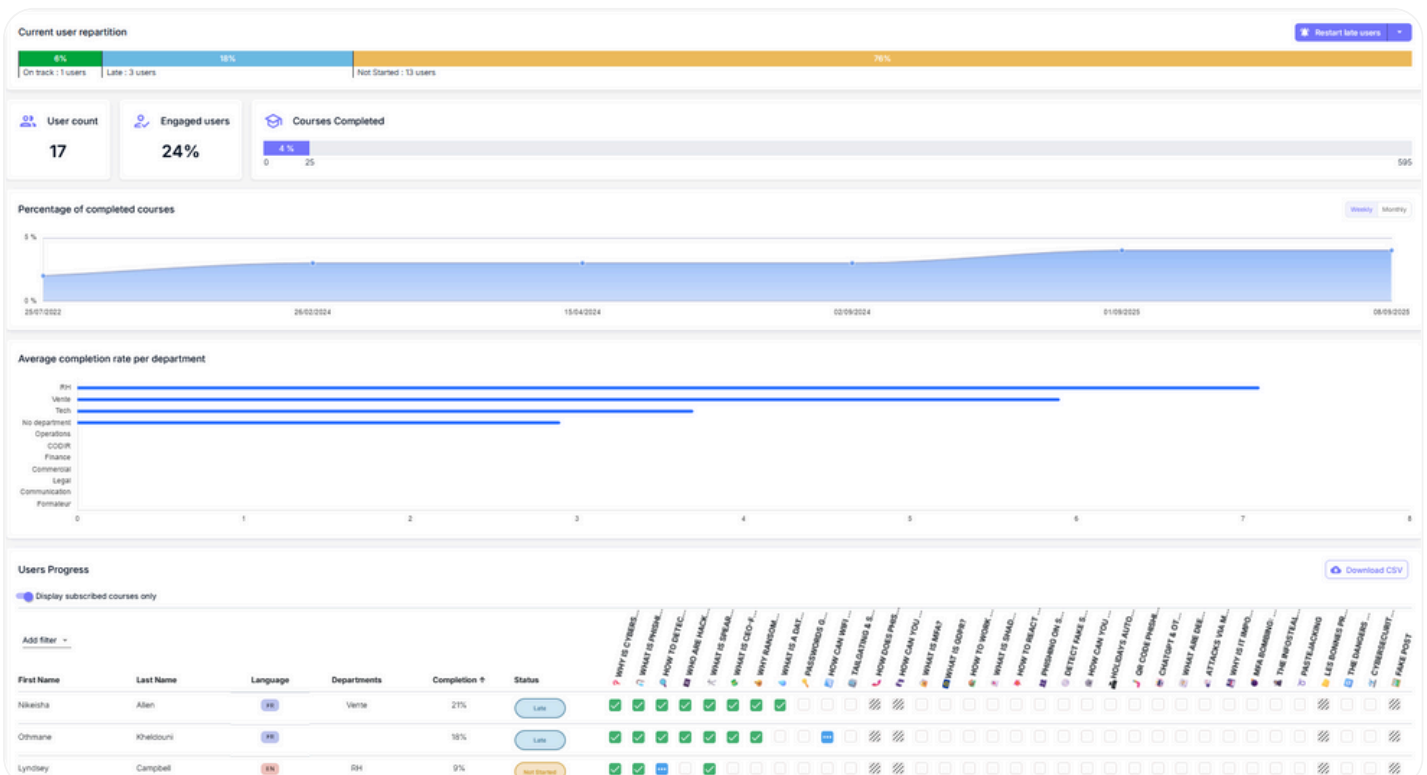 Current user repartition
Restart late users
6% 18% 76%
On track : 1 users Late : 3 users Not Started : 13 users
User count Engaged users Courses Completed
17 24% 4 %
0 25 595
Percentage of completed courses
Weekly Monthly
5 %
0 %
25/07/2022 26/02/2024 15/04/2024 02/09/2024 01/09/2025 08/09/2025
Average completion rate per department
RH
Vente
Tech
No department
Operations
CODIR
Finance
Commercial
Legal
Communication
Formateur
0 1 2 3 4 5 6 7 8
Users Progress
Download CSV
Display subscribed courses only
Add filter
First Name Last Name Language Departments Completion ↑ Status
WHY IS CYBERS...
WHAT IS PHISHI...
HOW TO DETEC...
WHO ARE HACK...
WHAT IS SPEAR...
WHAT IS CEO-F...
WHY RANSOM...
WHAT IS A DAT...
PASSWORDS G...
HOW CAN WIFI ...
TAILGATING & S...
HOW DOES PHIS...
HOW CAN YOU ...
WHAT IS MFA?
WHAT IS GDPR?
HOW TO WORK ...
WHAT IS SHAD...
HOW TO REACT ...
PHISHING ON S...
DETECT FAKE S...
HOW CAN YOU ...
HOLIDAYS AUTO...
QR CODE PHISHI...
CHATGPT & OT...
WHAT ARE DEE...
ATTACKS VIA M...
WHY IS IT IMPO...
MFA BOMBING: ...
THE INFOSTEAL...
PASTEJACKING
LES BONNES PR...
THE DANGERS ...
CYBERSECURIT...
FAKE POST
Nikeisha Allen FR Vente 21% Late
Othmane Kheldouni FR 18% Late
Lyndsey Campbell EN RH 9% Not Started